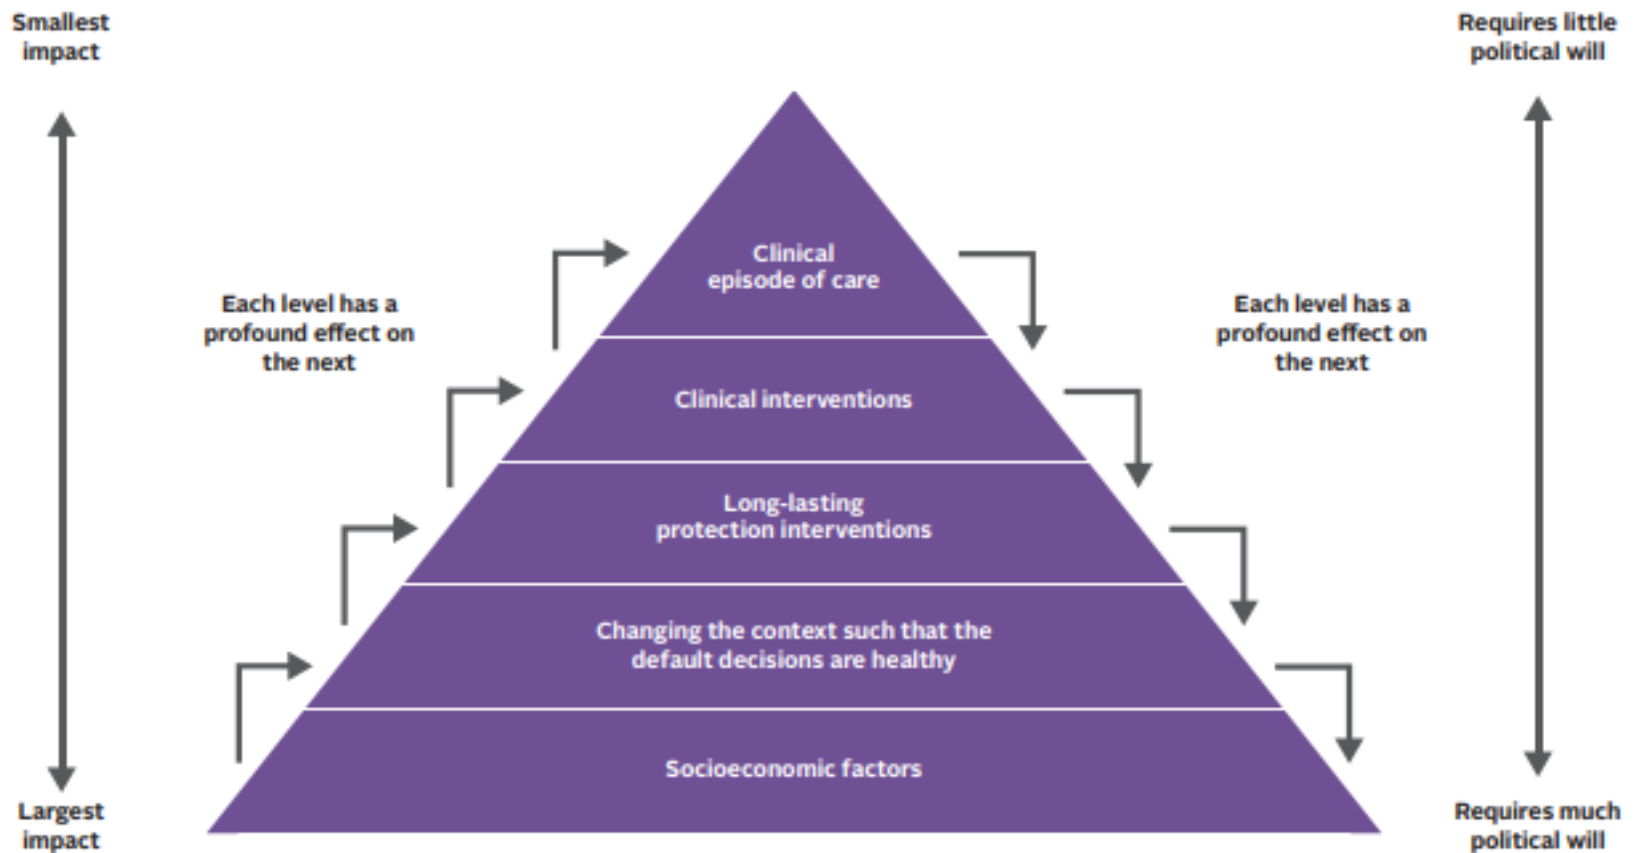 Smallest
impact
Requires little
political will
Clinical
episode of care
Each level has a
profound effect on
the next
Each level has a
profound effect on
the next
Clinical interventions
Long-lasting
protection interventions
Changing the context such that the
default decisions are healthy
Socioeconomic factors
Largest
impact
Requires much
political will